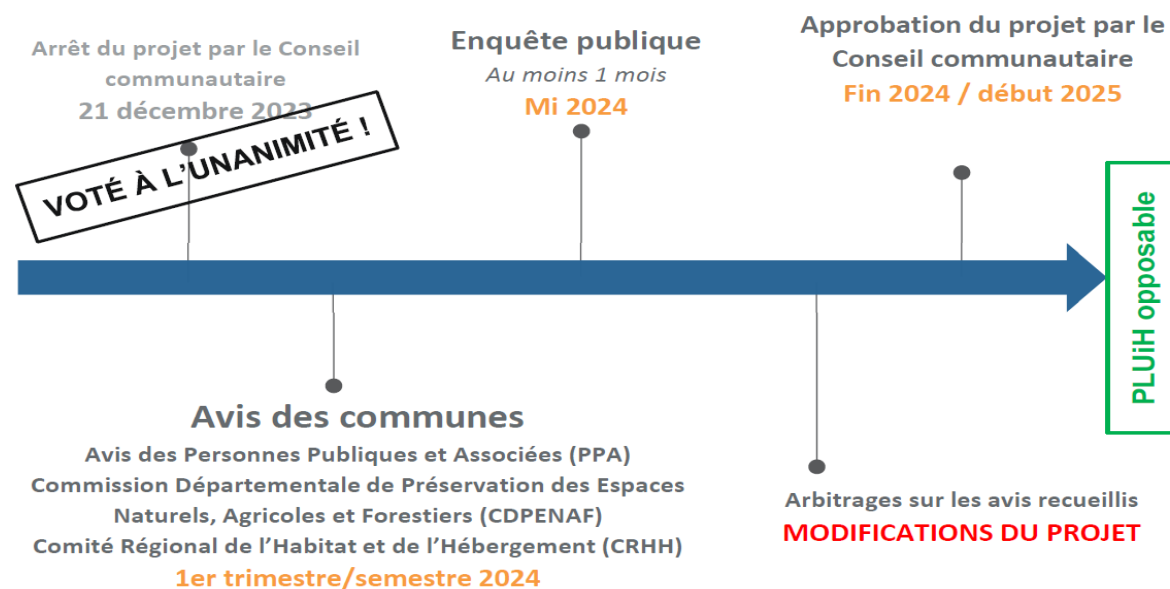 Arrêt du projet par le Conseil
communautaire
21 décembre 2023
VOTÉ À L'UNANIMITÉ !
Enquête publique
Au moins 1 mois
Mi 2024
Approbation du projet par le
Conseil communautaire
Fin 2024 / début 2025
PLUiH opposable
Avis des communes
Avis des Personnes Publiques et Associées (PPA)
Commission Départementale de Préservation des Espaces
Naturels, Agricoles et Forestiers (CDPENAF)
Comité Régional de l'Habitat et de l'Hébergement (CRHH)
1er trimestre/semestre 2024
Arbitrages sur les avis recueillis
MODIFICATIONS DU PROJET